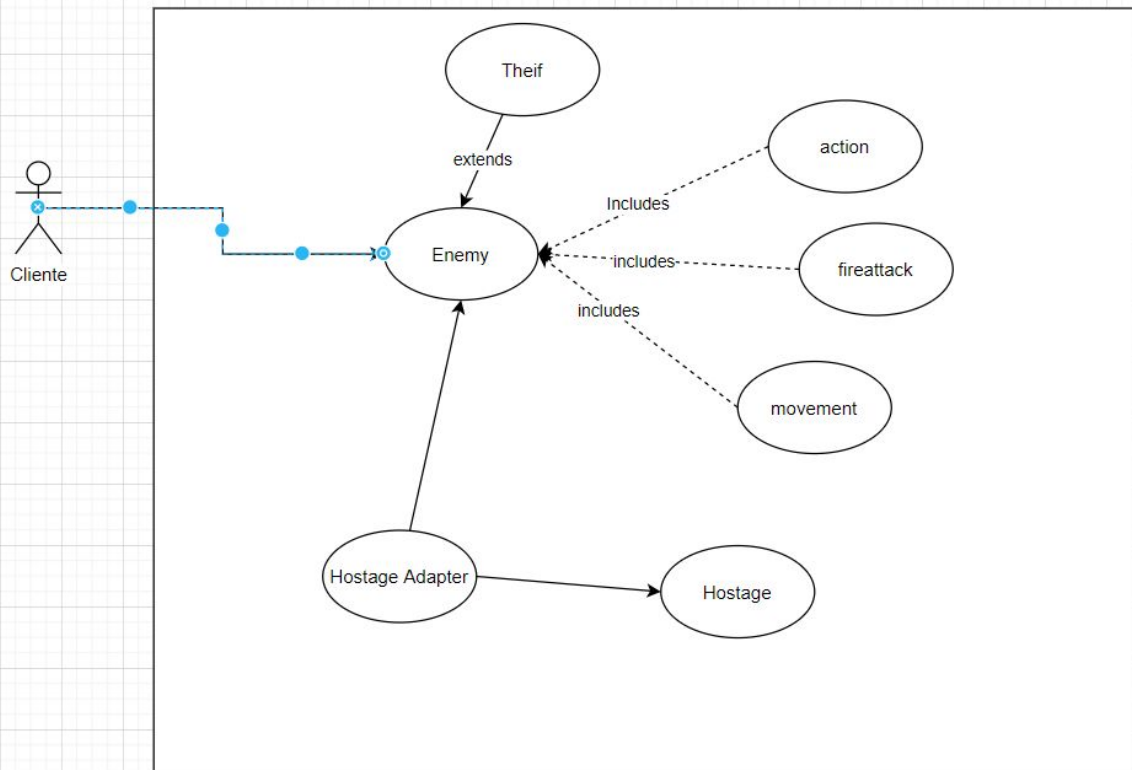 Theif
action
extends
Includes
Enemy
includes
fireattack
Cliente
includes
movement
Hostage Adapter
Hostage